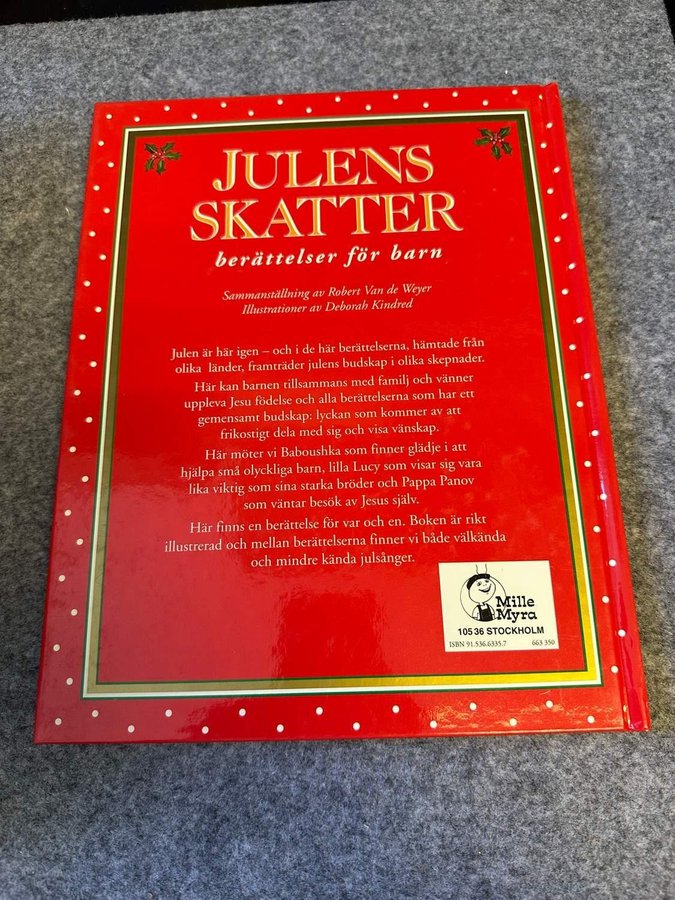 JULENS
SKATTER
berättelser för barn
Sammanställning av Robert Van de Weyer
Illustrationer av Deborah Kindred
Julen är här igen – och i de här berättelserna, hämtade från
olika länder, framträder julens budskap i olika skepnader.
Här kan barnen tillsammans med familj och vänner
uppleva Jesu födelse och alla berättelserna som har ett
gemensamt budskap: lyckan som kommer av att
frikostigt dela med sig och visa vänskap.
Här möter vi Baboushka som finner glädje i att
hjälpa små olyckliga barn, lilla Lucy som visar sig vara
lika viktig som sina starka bröder och Pappa Panov
som väntar besök av Jesus själv.
Här finns en berättelse för var och en. Boken är rikt
illustrerad och mellan berättelserna finner vi både välkända
och mindre kända julsånger.
Mille
Myra
105 36 STOCKHOLM
ISBN 91.536.6335.7 663 350